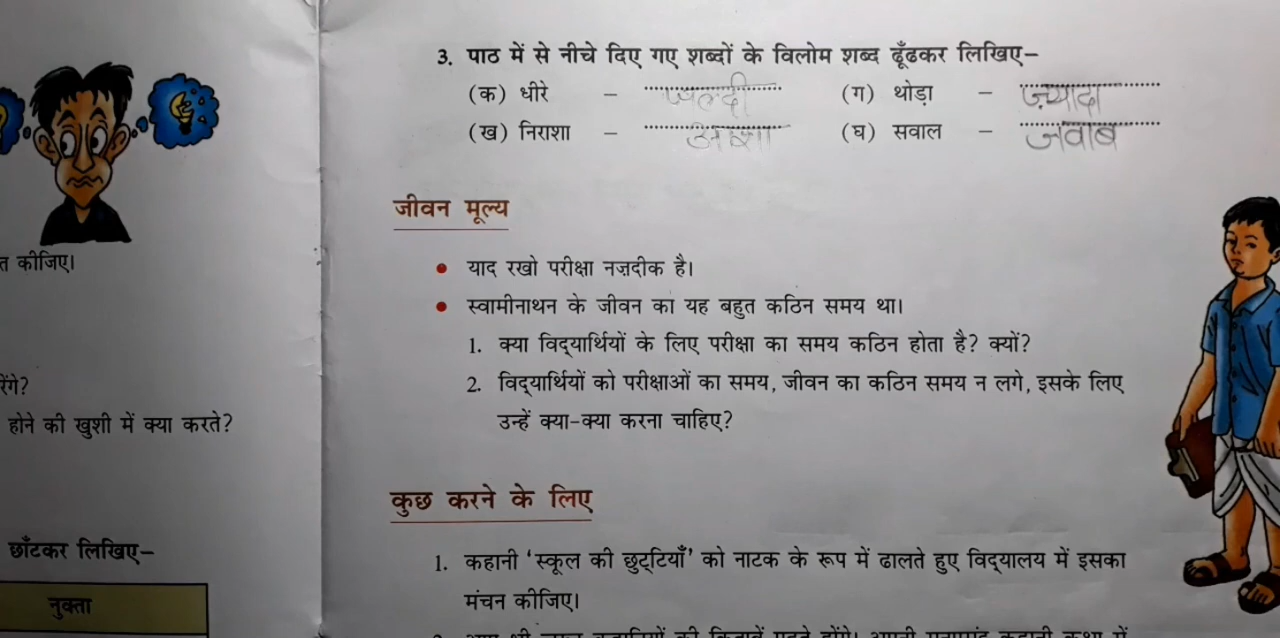 त कीजिए।
रेंगे?
होने की खुशी में क्या करते?
छाँटकर लिखिए–
नुक्ता
3. पाठ में से नीचे दिए गए शब्दों के विलोम शब्द ढूँढकर लिखिए–
(क) धीरे – जल्दी (ग) थोड़ा – ज़्यादा
(ख) निराशा – आशा (घ) सवाल – जवाब
जीवन मूल्य
• याद रखो परीक्षा नज़दीक है।
• स्वामीनाथन के जीवन का यह बहुत कठिन समय था।
1. क्या विद्‌यार्थियों के लिए परीक्षा का समय कठिन होता है? क्यों?
2. विद्‌यार्थियों को परीक्षाओं का समय, जीवन का कठिन समय न लगे, इसके लिए
उन्हें क्या-क्या करना चाहिए?
कुछ करने के लिए
1. कहानी ‘स्कूल की छुट्‌टियाँ’ को नाटक के रूप में ढालते हुए विद्‌यालय में इसका
मंचन कीजिए।